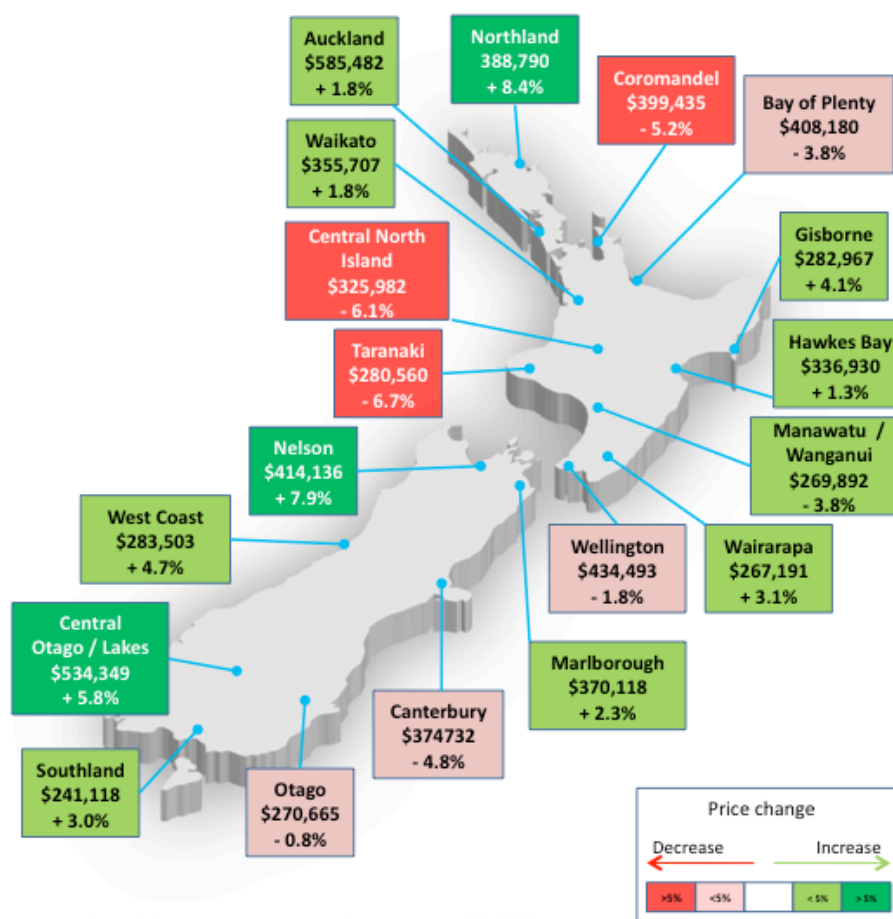 Auckland
$585,482
+ 1.8%
Northland
388,790
+ 8.4%
Coromandel
$399,435
- 5.2%
Bay of Plenty
$408,180
- 3.8%
Waikato
$355,707
+ 1.8%
Central North
Island
$325,982
- 6.1%
Gisborne
$282,967
+ 4.1%
Taranaki
$280,560
- 6.7%
Hawkes Bay
$336,930
+ 1.3%
Manawatu /
Wanganui
$269,892
- 3.8%
Nelson
$414,136
+ 7.9%
West Coast
$283,503
+ 4.7%
Wellington
$434,493
- 1.8%
Wairarapa
$267,191
+ 3.1%
Central
Otago / Lakes
$534,349
+ 5.8%
Marlborough
$370,118
+ 2.3%
Canterbury
$374732
- 4.8%
Southland
$241,118
+ 3.0%
Otago
$270,665
- 0.8%
Price change
Decrease Increase
>5% <5% < 5% > 5%